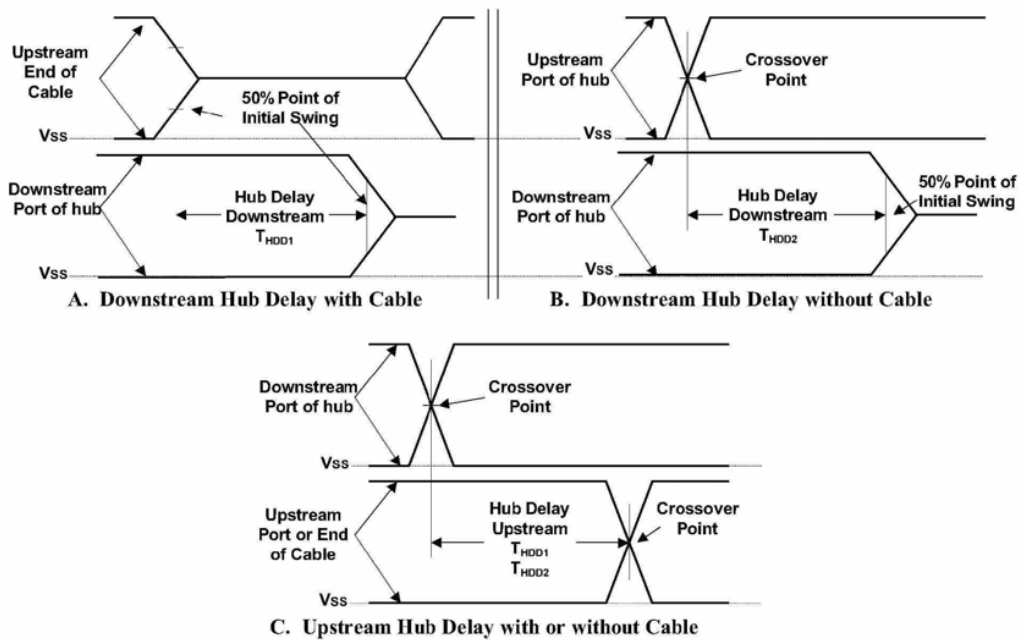 Upstream
End of
Cable
50% Point of
Initial Swing
VSS
Downstream
Port of hub
Hub Delay
Downstream
THDD1
VSS
A. Downstream Hub Delay with Cable
Upstream
Port of hub
Crossover
Point
VSS
Downstream
Port of hub
Hub Delay
Downstream
THDD2
50% Point of
Initial Swing
VSS
B. Downstream Hub Delay without Cable
Downstream
Port of hub
Crossover
Point
VSS
Upstream
Port or End
of Cable
Hub Delay
Upstream
THDD1
THDD2
Crossover
Point
VSS
C. Upstream Hub Delay with or without Cable